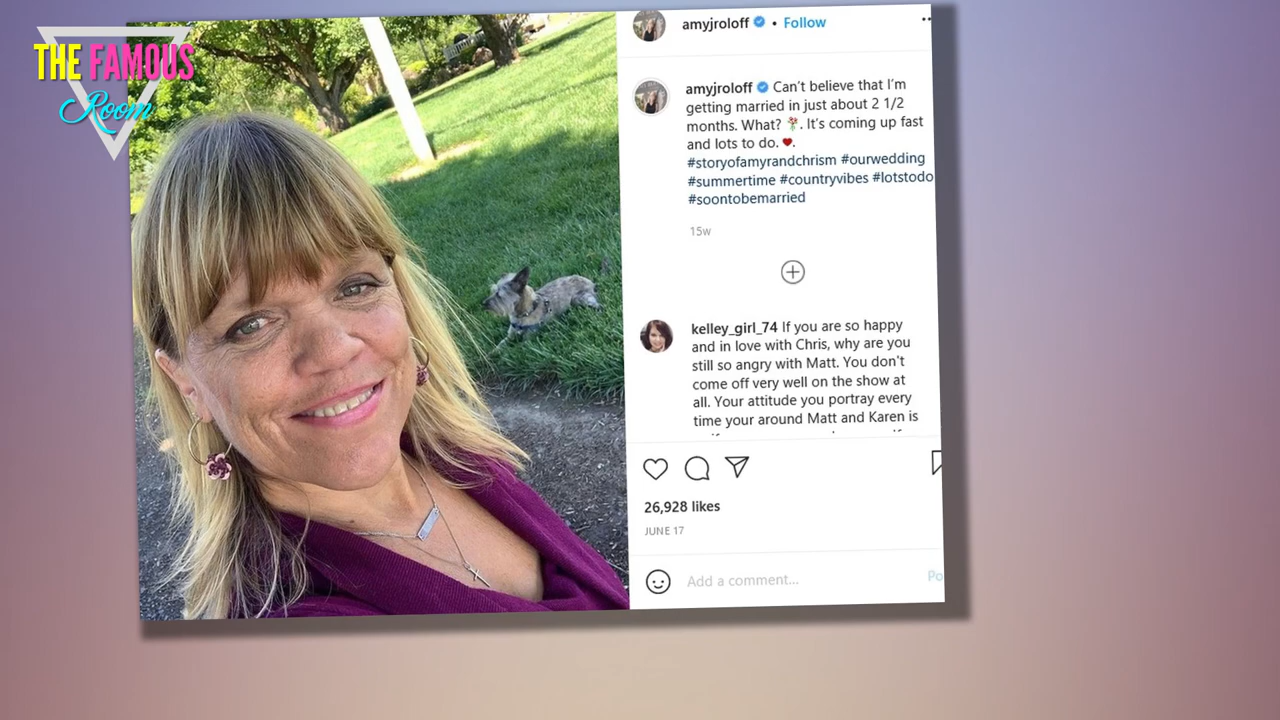 THE FAMOUS
Room
amyjroloff • Follow
amyjroloff Can't believe that I'm
getting married in just about 2 1/2
months. What? 💐. It's coming up fast
and lots to do. ❤️.
#storyofamyrandchrism #ourwedding
#summertime #countryvibes #lotstodo
#soontobemarried
15w
kelley_girl_74 If you are so happy
and in love with Chris, why are you
still so angry with Matt. You don't
come off very well on the show at
all. Your attitude you portray every
time your around Matt and Karen is
26,928 likes
JUNE 17
Add a comment...
Po